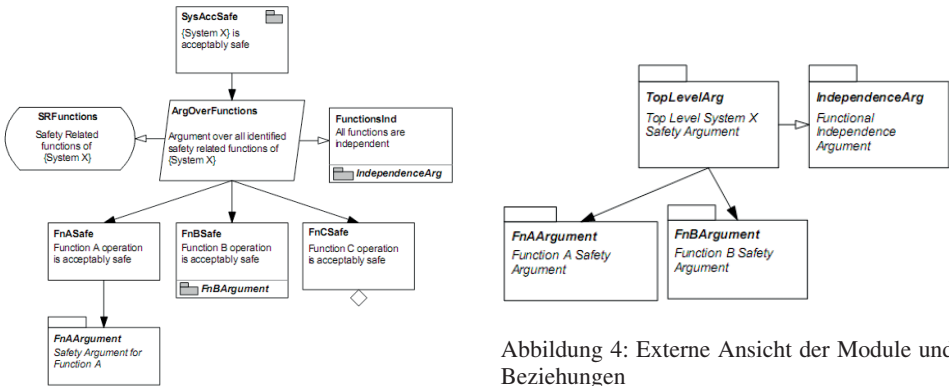 SysAccSafe
{System X} is
acceptably safe
SRFunctions
Safety Related
functions of
{System X}
ArgOverFunctions
Argument over all identified
safety related functions of
{System X}
FunctionsInd
All functions are
independent
IndependenceArg
FnASafe
Function A operation
is acceptably safe
FnBSafe
Function B operation
is acceptably safe
FnBArgument
FnCSafe
Function C operation
is acceptably safe
FnAArgument
Safety Argument for
Function A
TopLevelArg
Top Level System X
Safety Argument
IndependenceArg
Functional
Independence
Argument
FnAArgument
Function A Safety
Argument
FnBArgument
Function B Safety
Argument
Abbildung 4: Externe Ansicht der Module und
Beziehungen